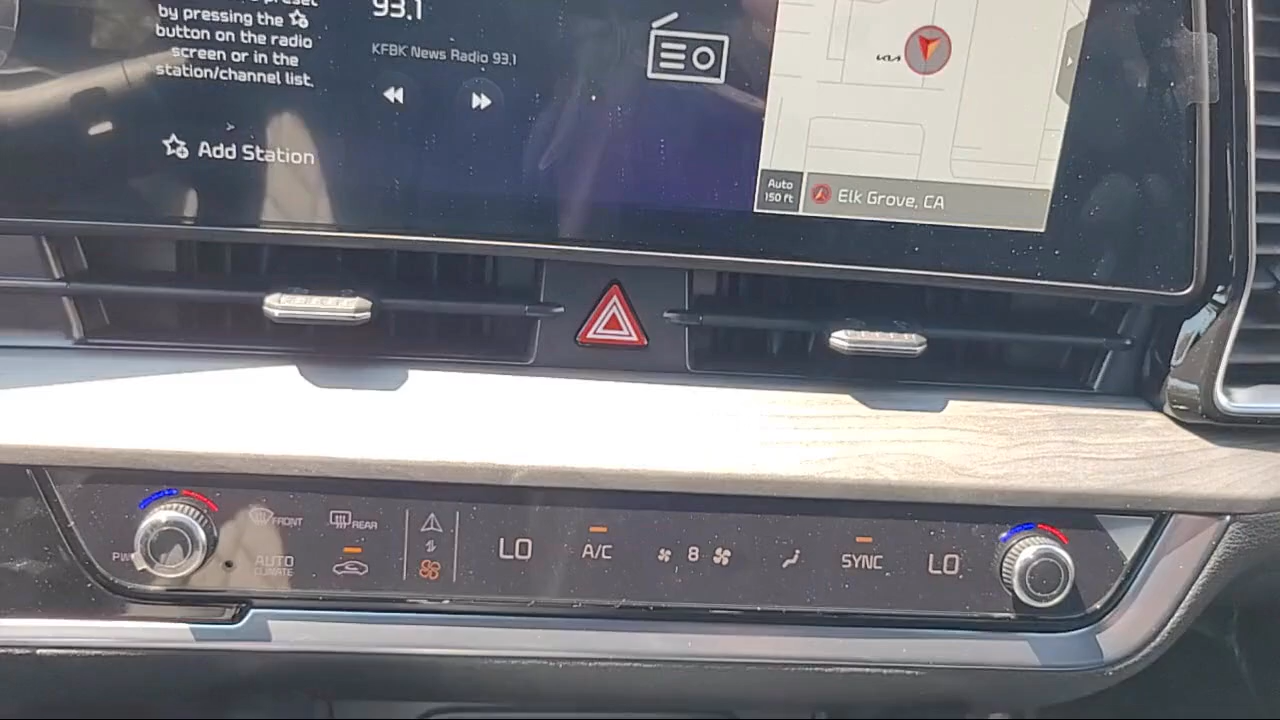 by pressing the
button on the radio
screen or in the
station/channel list.
Add Station
93.1
KFBK News Radio 93.1
KIA
Auto
150 ft
Elk Grove, CA
FRONT
REAR
AUTO
CLIMATE
LO
A/C
8
SYNC
LO